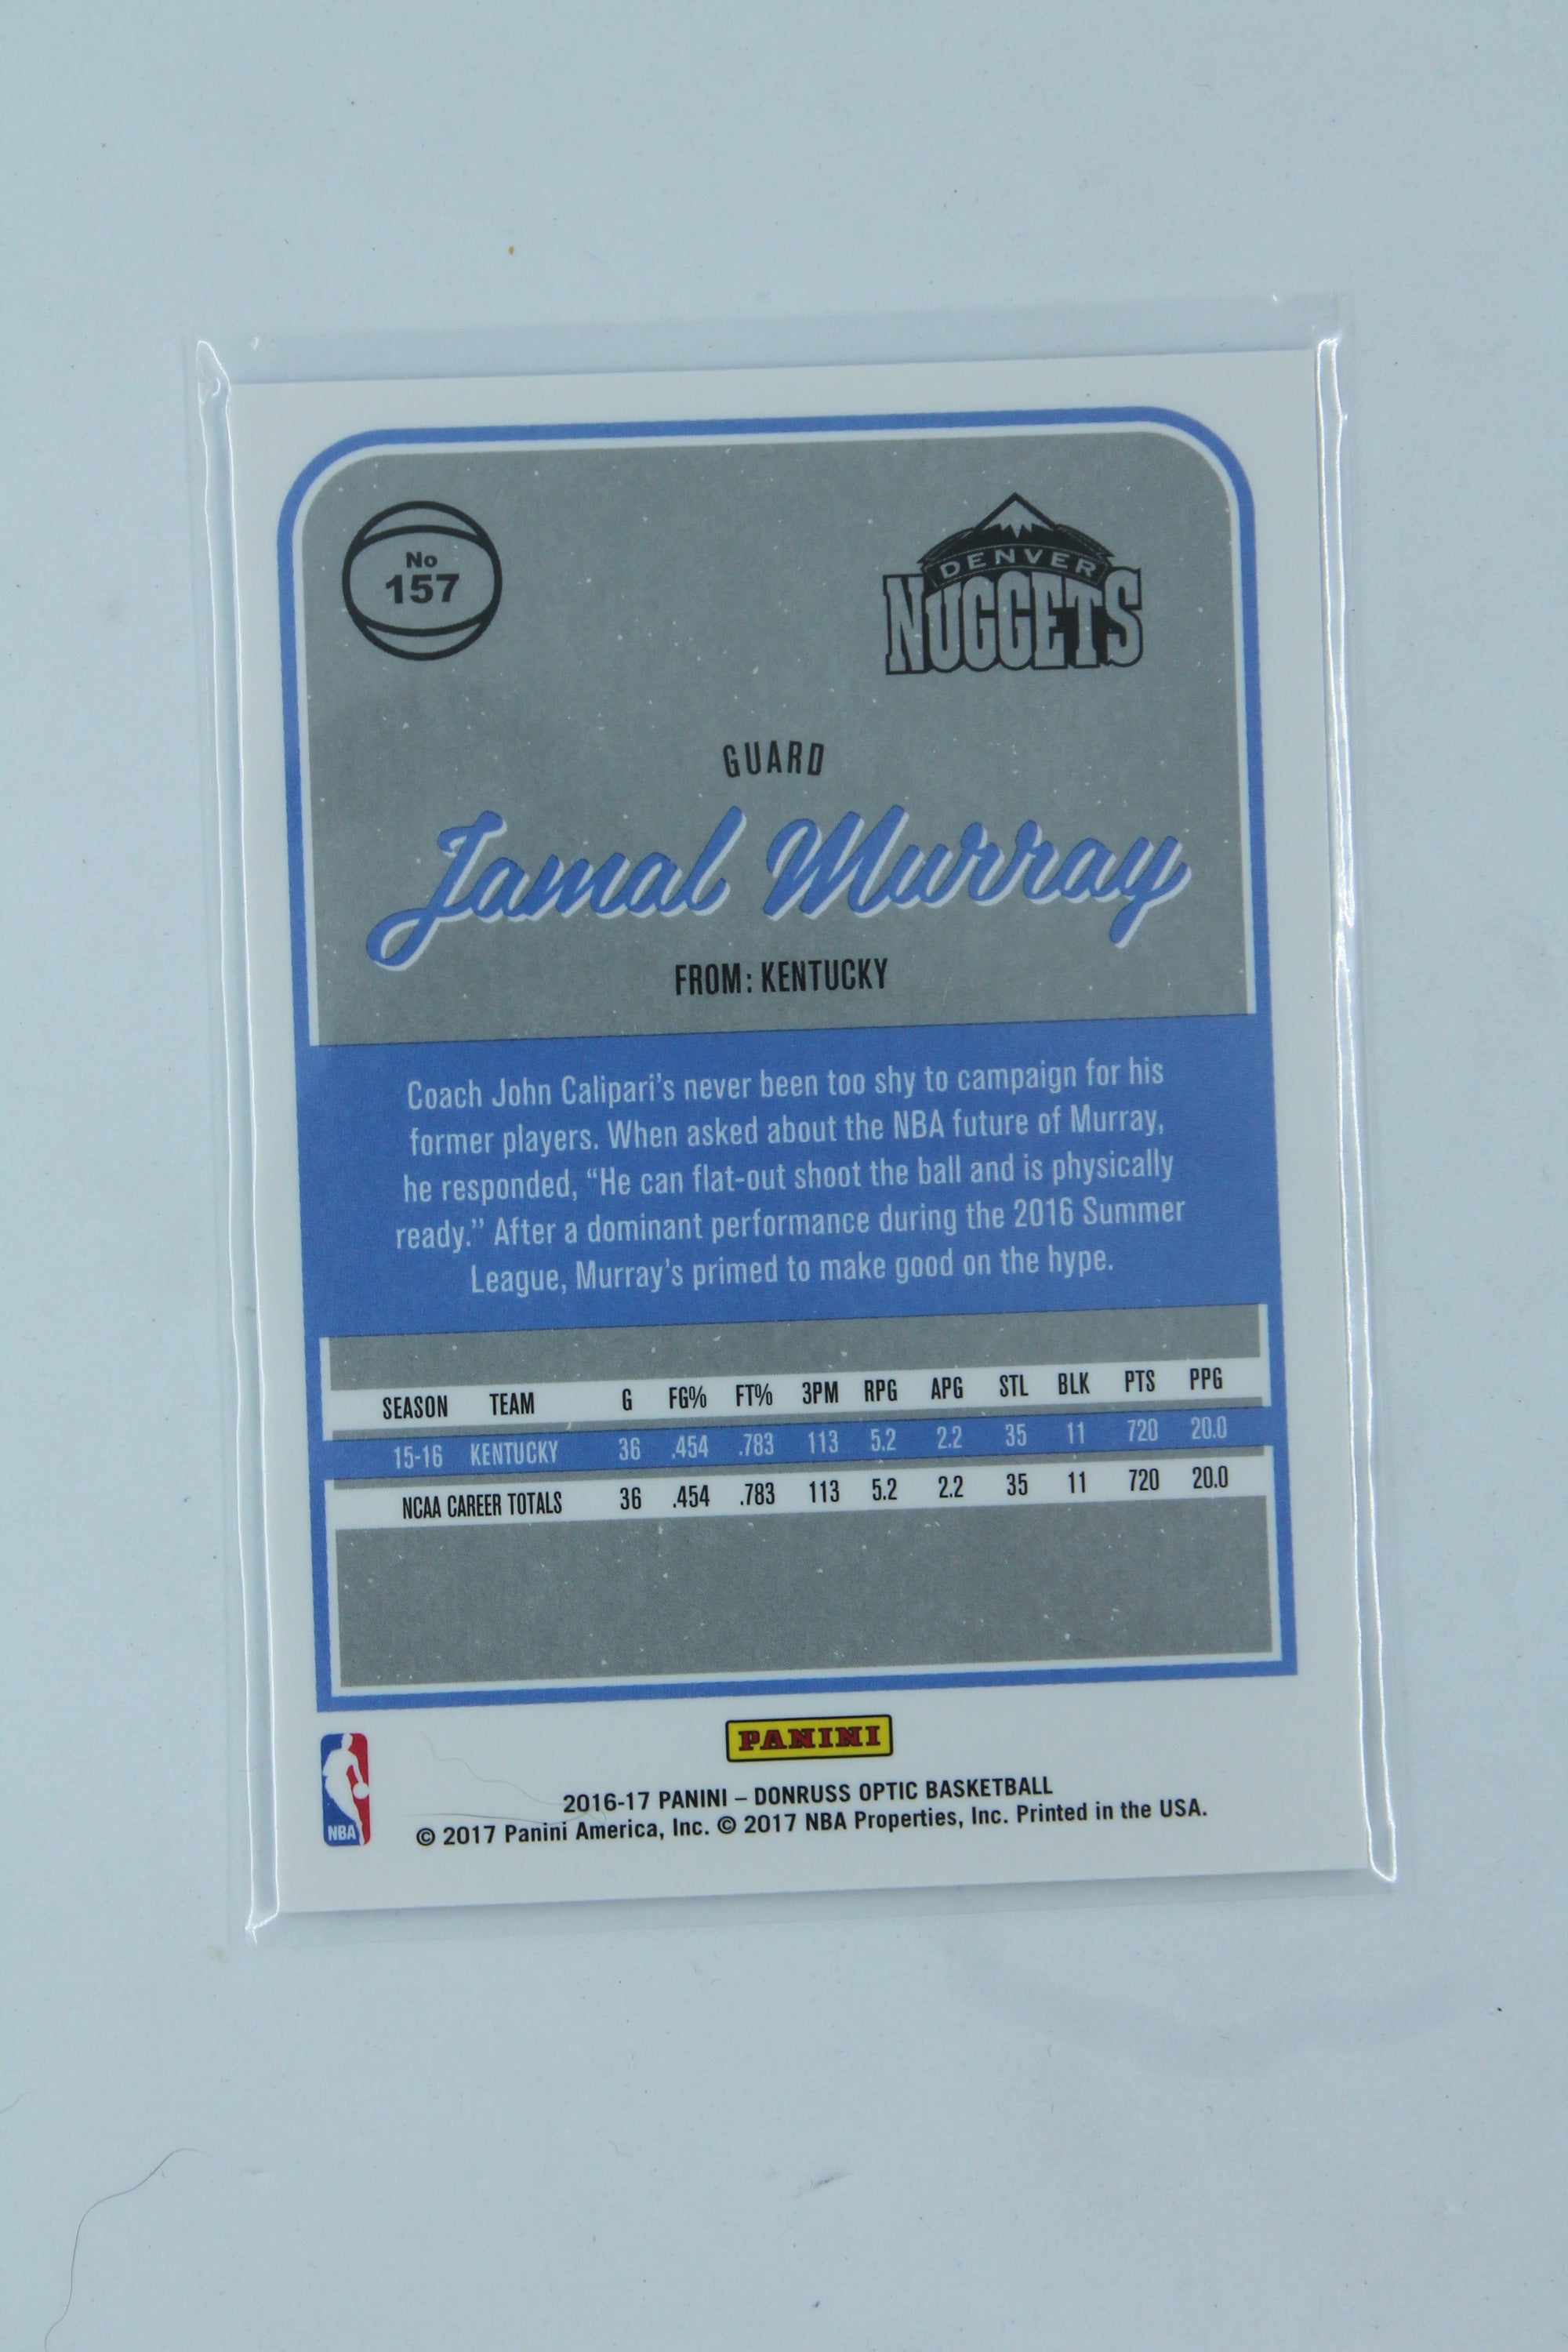 No
157
DENVER
NUGGETS
GUARD
Jamal Murray
FROM: KENTUCKY
Coach John Calipari's never been too shy to campaign for his
former players. When asked about the NBA future of Murray,
he responded, “He can flat-out shoot the ball and is physically
ready.” After a dominant performance during the 2016 Summer
League, Murray's primed to make good on the hype.
SEASON TEAM G FG% FT% 3PM RPG APG STL BLK PTS PPG
15-16 KENTUCKY 36 .454 .783 113 5.2 2.2 35 11 720 20.0
NCAA CAREER TOTALS 36 .454 .783 113 5.2 2.2 35 11 720 20.0
PANINI
NBA
2016-17 PANINI – DONRUSS OPTIC BASKETBALL
© 2017 Panini America, Inc. © 2017 NBA Properties, Inc. Printed in the USA.